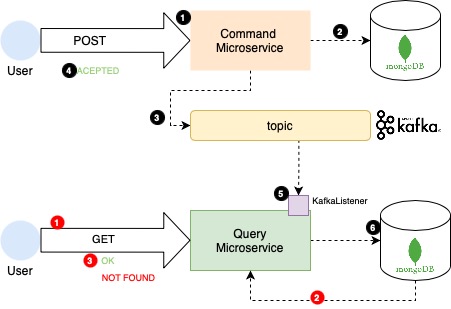 1
POST
Command
Microservice
2
mongoDB
User
4
ACEPTED
3
topic
kafka
5
KafkaListener
1
GET
Query
Microservice
6
mongoDB
User
3
OK
NOT FOUND
2